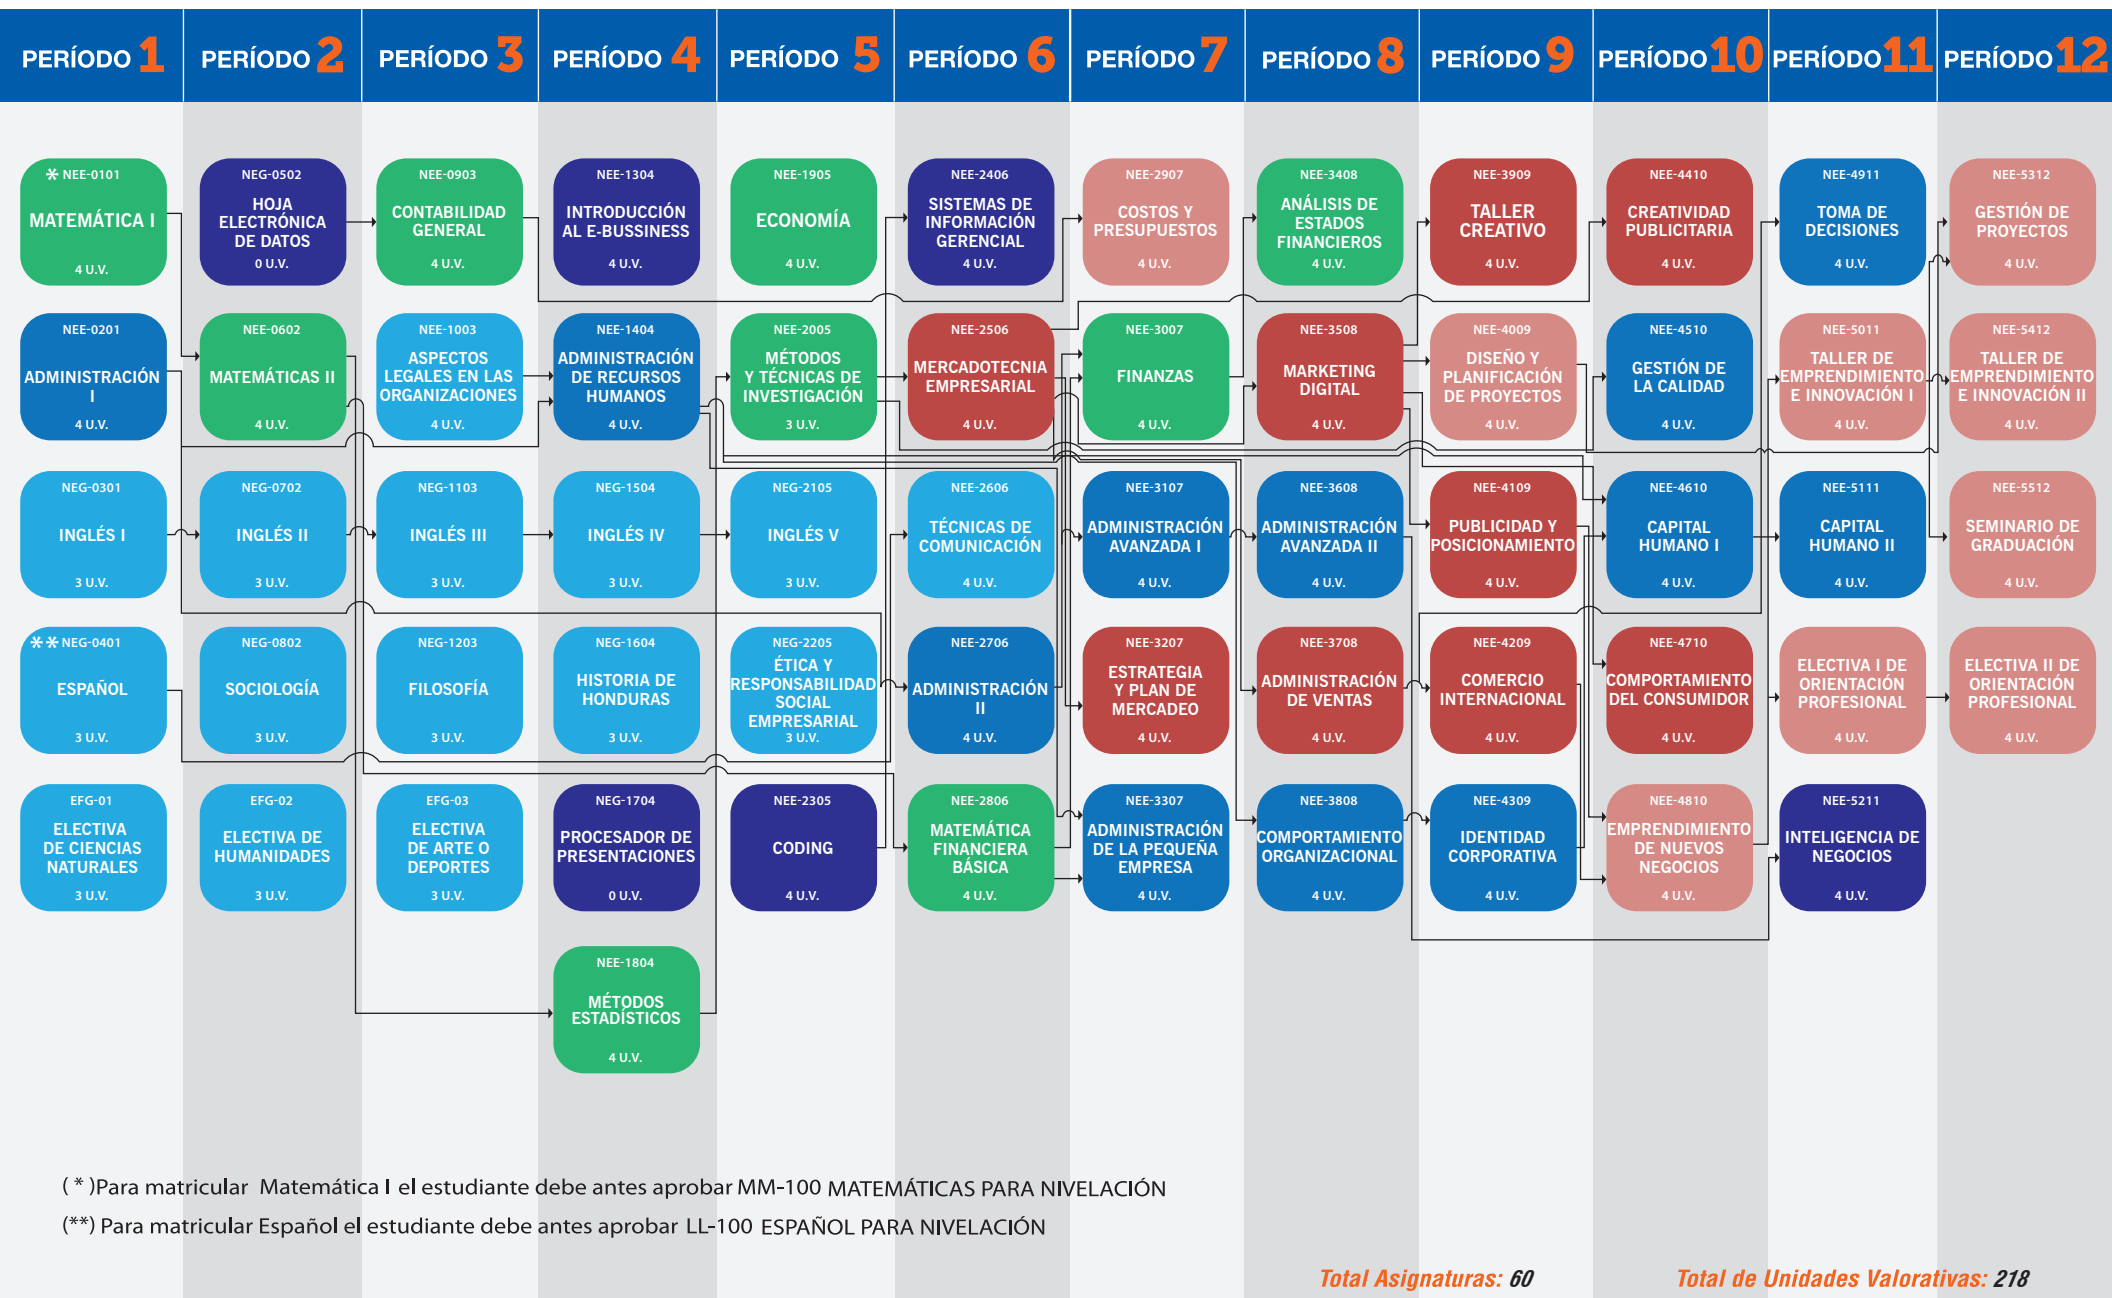 PERÍODO 1
PERÍODO 2
PERÍODO 3
PERÍODO 4
PERÍODO 5
PERÍODO 6
PERÍODO 7
PERÍODO 8
PERÍODO 9
PERÍODO 10
PERÍODO 11
PERÍODO 12
* NEE-0101
MATEMÁTICA I
4 U.V.
NEG-0502
HOJA
ELECTRÓNICA
DE DATOS
0 U.V.
NEE-0903
CONTABILIDAD
GENERAL
4 U.V.
NEE-1304
INTRODUCCIÓN
AL E-BUSSINESS
4 U.V.
NEE-1905
ECONOMÍA
4 U.V.
NEE-2406
SISTEMAS DE
INFORMACIÓN
GERENCIAL
4 U.V.
NEE-2907
COSTOS Y
PRESUPUESTOS
4 U.V.
NEE-3408
ANÁLISIS DE
ESTADOS
FINANCIEROS
4 U.V.
NEE-3909
TALLER
CREATIVO
4 U.V.
NEE-4410
CREATIVIDAD
PUBLICITARIA
4 U.V.
NEE-4911
TOMA DE
DECISIONES
4 U.V.
NEE-5312
GESTIÓN DE
PROYECTOS
4 U.V.
NEE-0201
ADMINISTRACIÓN
I
4 U.V.
NEE-0602
MATEMÁTICAS II
4 U.V.
NEE-1003
ASPECTOS
LEGALES EN LAS
ORGANIZACIONES
4 U.V.
NEE-1404
ADMINISTRACIÓN
DE RECURSOS
HUMANOS
4 U.V.
NEE-2005
MÉTODOS
Y TÉCNICAS DE
INVESTIGACIÓN
3 U.V.
NEE-2506
MERCADOTECNIA
EMPRESARIAL
4 U.V.
NEE-3007
FINANZAS
4 U.V.
NEE-3508
MARKETING
DIGITAL
4 U.V.
NEE-4009
DISEÑO Y
PLANIFICACIÓN
DE PROYECTOS
4 U.V.
NEE-4510
GESTIÓN DE
LA CALIDAD
4 U.V.
NEE-5011
TALLER DE
EMPRENDIMIENTO
E INNOVACIÓN I
4 U.V.
NEE-5412
TALLER DE
EMPRENDIMIENTO
E INNOVACIÓN II
4 U.V.
NEG-0301
INGLÉS I
3 U.V.
NEG-0702
INGLÉS II
3 U.V.
NEG-1103
INGLÉS III
3 U.V.
NEG-1504
INGLÉS IV
3 U.V.
NEG-2105
INGLÉS V
3 U.V.
NEE-2606
TÉCNICAS DE
COMUNICACIÓN
4 U.V.
NEE-3107
ADMINISTRACIÓN
AVANZADA I
4 U.V.
NEE-3608
ADMINISTRACIÓN
AVANZADA II
4 U.V.
NEE-4109
PUBLICIDAD Y
POSICIONAMIENTO
4 U.V.
NEE-4610
CAPITAL
HUMANO I
4 U.V.
NEE-5111
CAPITAL
HUMANO II
4 U.V.
NEE-5512
SEMINARIO DE
GRADUACIÓN
4 U.V.
** NEG-0401
ESPAÑOL
3 U.V.
NEG-0802
SOCIOLOGÍA
3 U.V.
NEG-1203
FILOSOFÍA
3 U.V.
NEG-1604
HISTORIA DE
HONDURAS
3 U.V.
NEG-2205
ÉTICA Y
RESPONSABILIDAD
SOCIAL
EMPRESARIAL
3 U.V.
NEE-2706
ADMINISTRACIÓN
II
4 U.V.
NEE-3207
ESTRATEGIA
Y PLAN DE
MERCADEO
4 U.V.
NEE-3708
ADMINISTRACIÓN
DE VENTAS
4 U.V.
NEE-4209
COMERCIO
INTERNACIONAL
4 U.V.
NEE-4710
COMPORTAMIENTO
DEL CONSUMIDOR
4 U.V.
ELECTIVA I DE
ORIENTACIÓN
PROFESIONAL
4 U.V.
ELECTIVA II DE
ORIENTACIÓN
PROFESIONAL
4 U.V.
EFG-01
ELECTIVA
DE CIENCIAS
NATURALES
3 U.V.
EFG-02
ELECTIVA DE
HUMANIDADES
3 U.V.
EFG-03
ELECTIVA
DE ARTE O
DEPORTES
3 U.V.
NEG-1704
PROCESADOR DE
PRESENTACIONES
0 U.V.
NEE-2305
CODING
4 U.V.
NEE-2806
MATEMÁTICA
FINANCIERA
BÁSICA
4 U.V.
NEE-3307
ADMINISTRACIÓN
DE LA PEQUEÑA
EMPRESA
4 U.V.
NEE-3808
COMPORTAMIENTO
ORGANIZACIONAL
4 U.V.
NEE-4309
IDENTIDAD
CORPORATIVA
4 U.V.
NEE-4810
EMPRENDIMIENTO
DE NUEVOS
NEGOCIOS
4 U.V.
NEE-5211
INTELIGENCIA DE
NEGOCIOS
4 U.V.
NEE-1804
MÉTODOS
ESTADÍSTICOS
4 U.V.
( * )Para matricular Matemática I el estudiante debe antes aprobar MM-100 MATEMÁTICAS PARA NIVELACIÓN
(**) Para matricular Español el estudiante debe antes aprobar LL-100 ESPAÑOL PARA NIVELACIÓN
Total Asignaturas: 60
Total de Unidades Valorativas: 218